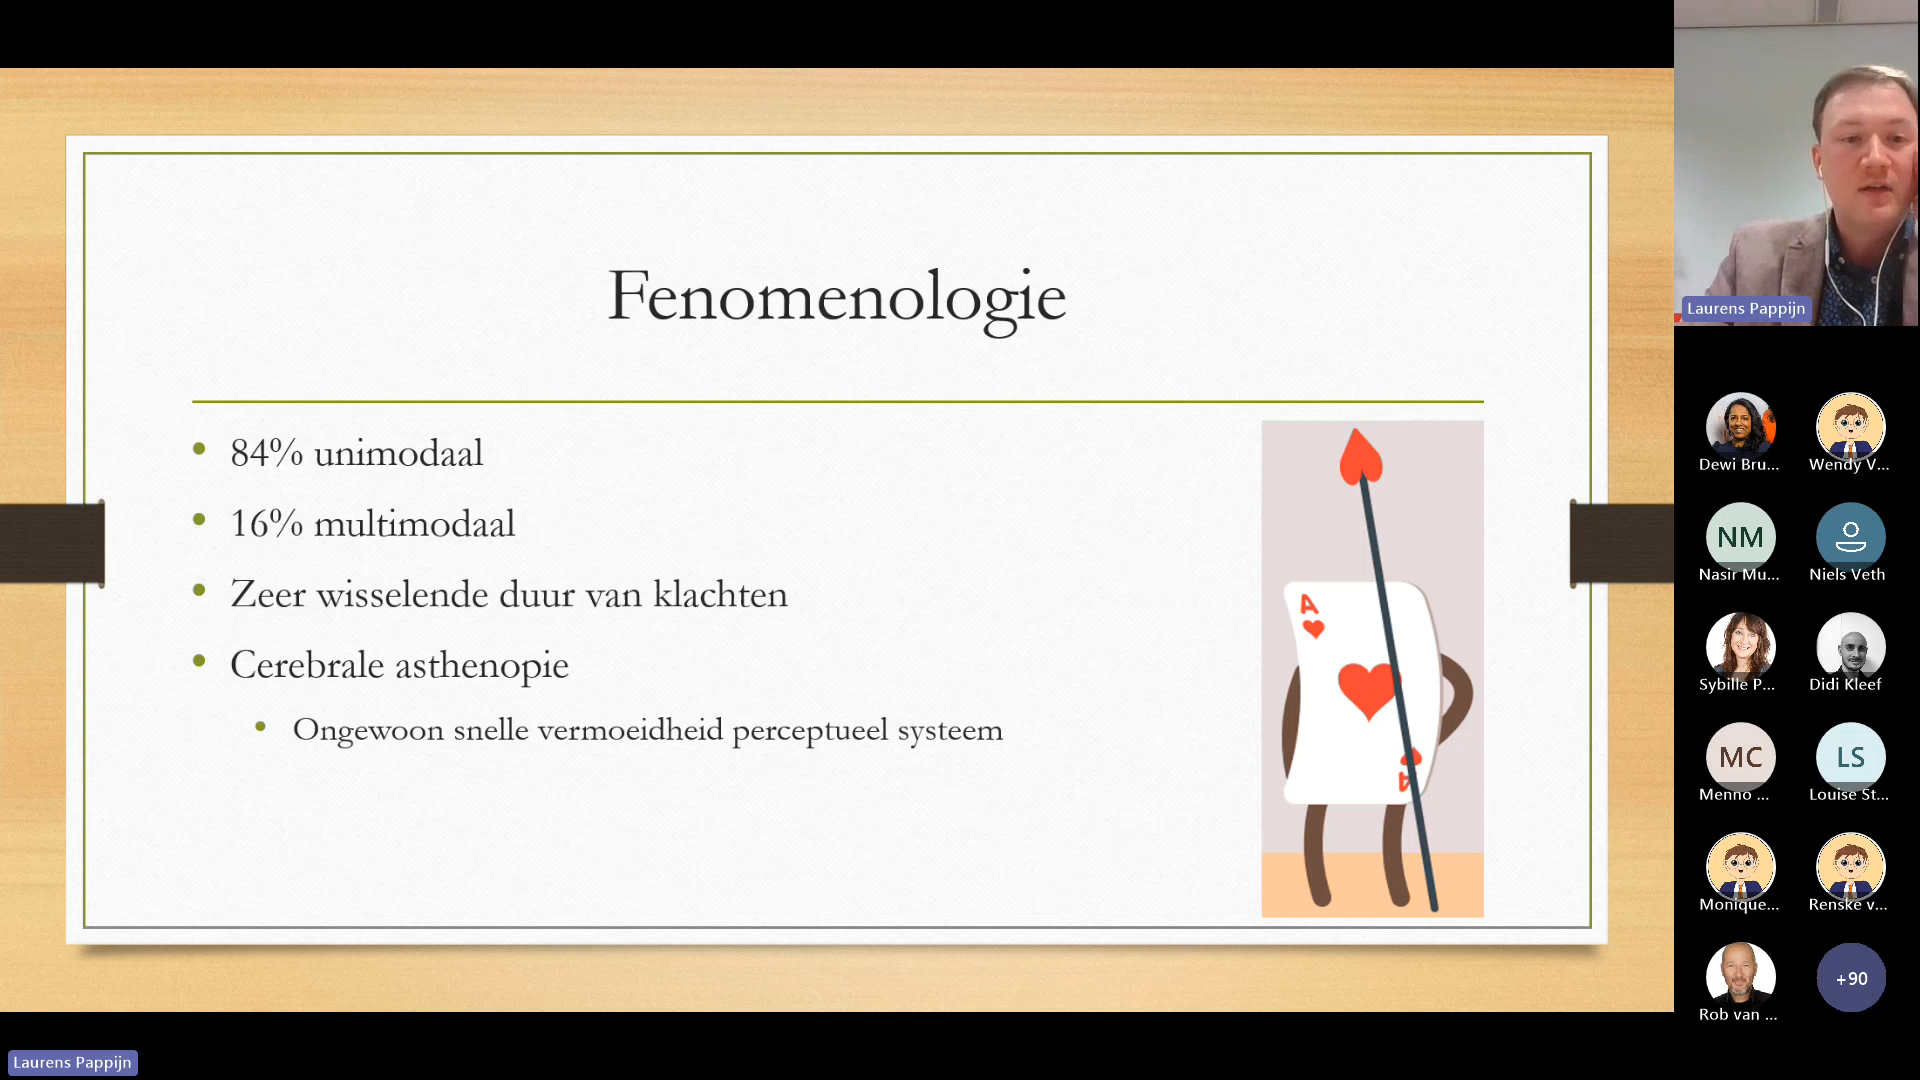 Fenomenologie
84% unimodaal
16% multimodaal
Zeer wisselende duur van klachten
Cerebrale asthenopie
Ongewoon snelle vermoeidheid perceptueel systeem
A
A
Laurens Pappijn
Dewi Bru...
Wendy V...
NM
Nasir Mu...
Niels Veth
Sybille P...
Didi Kleef
MC
LS
Menno ...
Louise St...
Monique...
Renske v...
+90
Rob van ...
Laurens Pappijn